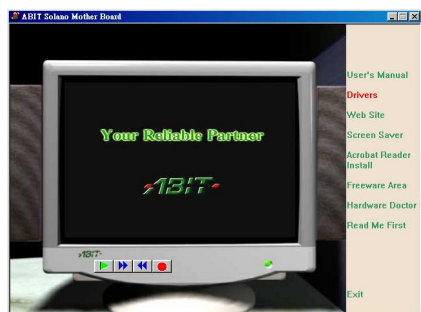 ABIT Solano Mother Board
User's Manual
Drivers
Web Site
Your Reliable Partner
Screen Saver
Acrobat Reader
Install
ABIT
Freeware Area
Hardware Doctor
Read Me First
ABIT
Exit